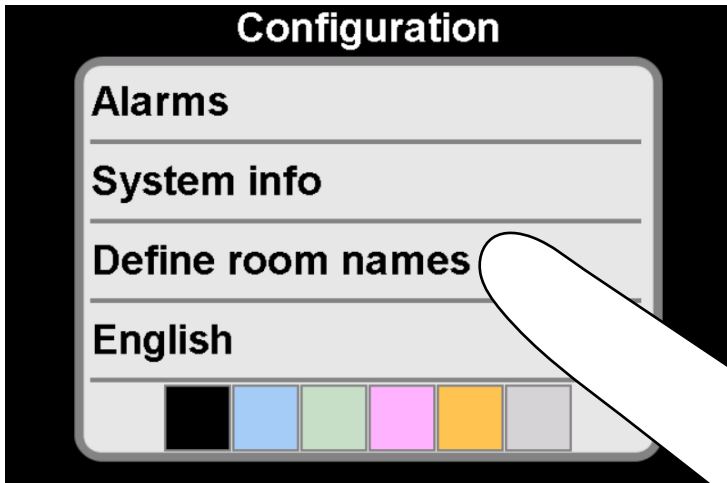 Configuration
Alarms
System info
Define room names
English